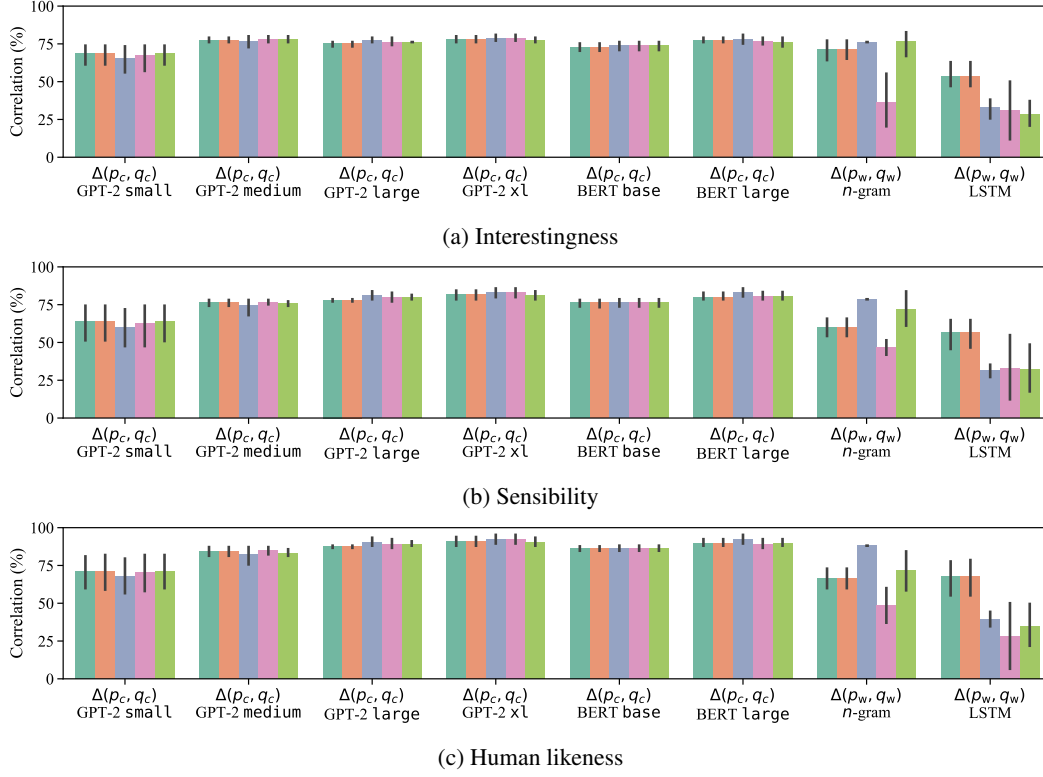 100
75
50
25
0
Correlation (%)
Δ(p_c, q_c) Δ(p_c, q_c) Δ(p_c, q_c) Δ(p_c, q_c) Δ(p_c, q_c) Δ(p_c, q_c) Δ(p_w, q_w) Δ(p_w, q_w)
GPT-2 small GPT-2 medium GPT-2 large GPT-2 xl BERT base BERT large n-gram LSTM
(a) Interestingness
100
75
50
25
0
Correlation (%)
Δ(p_c, q_c) Δ(p_c, q_c) Δ(p_c, q_c) Δ(p_c, q_c) Δ(p_c, q_c) Δ(p_c, q_c) Δ(p_w, q_w) Δ(p_w, q_w)
GPT-2 small GPT-2 medium GPT-2 large GPT-2 xl BERT base BERT large n-gram LSTM
(b) Sensibility
100
75
50
25
0
Correlation (%)
Δ(p_c, q_c) Δ(p_c, q_c) Δ(p_c, q_c) Δ(p_c, q_c) Δ(p_c, q_c) Δ(p_c, q_c) Δ(p_w, q_w) Δ(p_w, q_w)
GPT-2 small GPT-2 medium GPT-2 large GPT-2 xl BERT base BERT large n-gram LSTM
(c) Human likeness